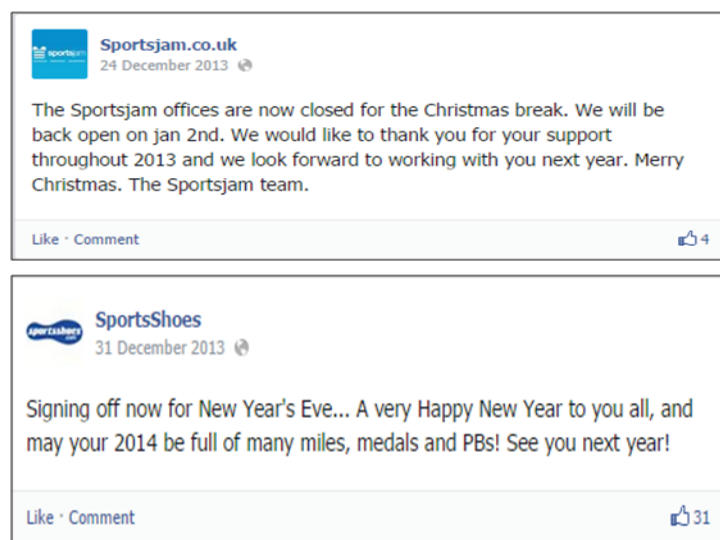 sportsjam
Sportsjam.co.uk
24 December 2013
The Sportsjam offices are now closed for the Christmas break. We will be
back open on jan 2nd. We would like to thank you for your support
throughout 2013 and we look forward to working with you next year. Merry
Christmas. The Sportsjam team.
Like · Comment
4
sportsshoes
SportsShoes
31 December 2013
Signing off now for New Year's Eve... A very Happy New Year to you all, and
may your 2014 be full of many miles, medals and PBs! See you next year!
Like · Comment
31